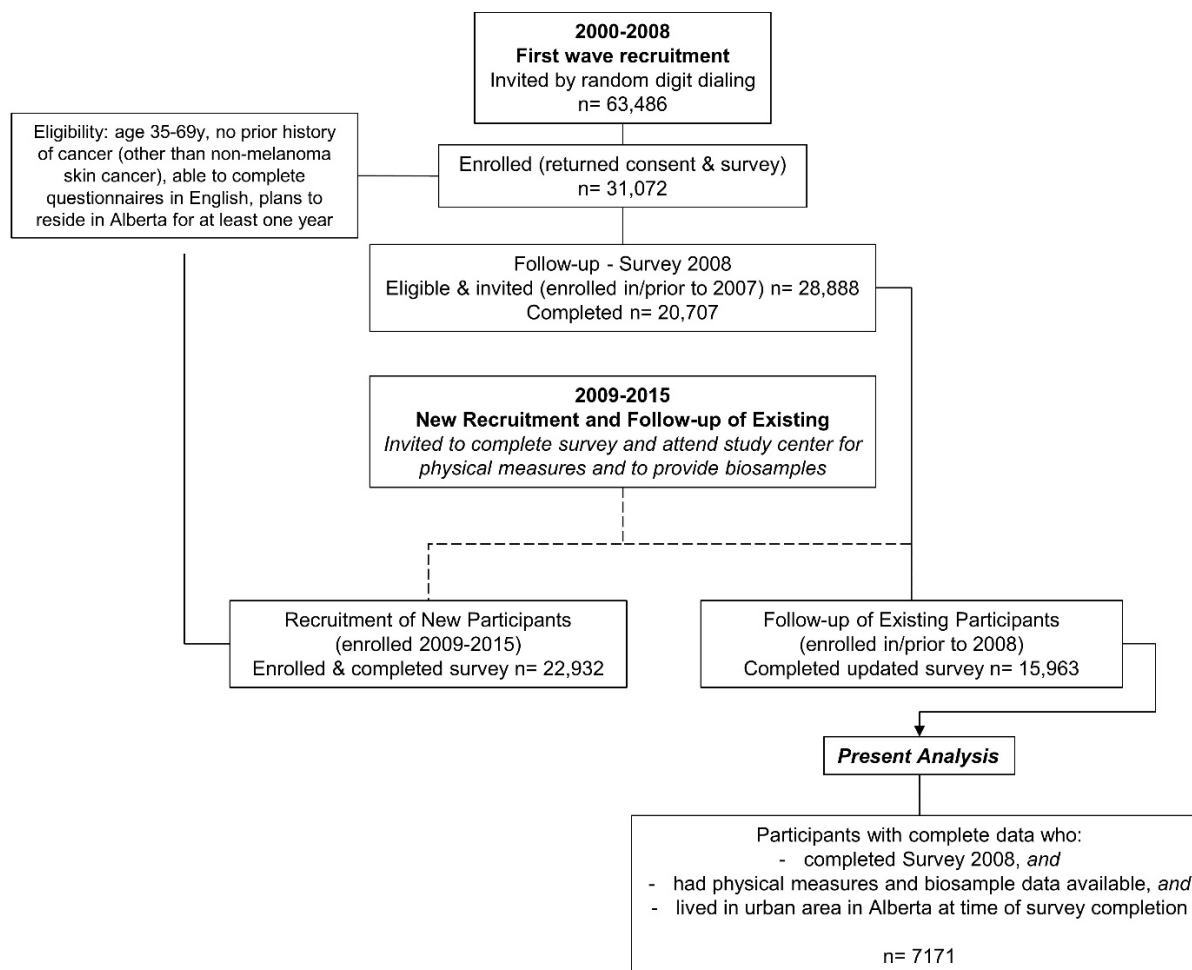 2000-2008
First wave recruitment
Invited by random digit dialing
n= 63,486
Eligibility: age 35-69y, no prior history
of cancer (other than non-melanoma
skin cancer), able to complete
questionnaires in English, plans to
reside in Alberta for at least one year
Enrolled (returned consent & survey)
n= 31,072
Follow-up - Survey 2008
Eligible & invited (enrolled in/prior to 2007) n= 28,888
Completed n= 20,707
2009-2015
New Recruitment and Follow-up of Existing
Invited to complete survey and attend study center for
physical measures and to provide biosamples
Recruitment of New Participants
(enrolled 2009-2015)
Enrolled & completed survey n= 22,932
Follow-up of Existing Participants
(enrolled in/prior to 2008)
Completed updated survey n= 15,963
Present Analysis
Participants with complete data who:
- completed Survey 2008, and
- had physical measures and biosample data available, and
- lived in urban area in Alberta at time of survey completion
n= 7171